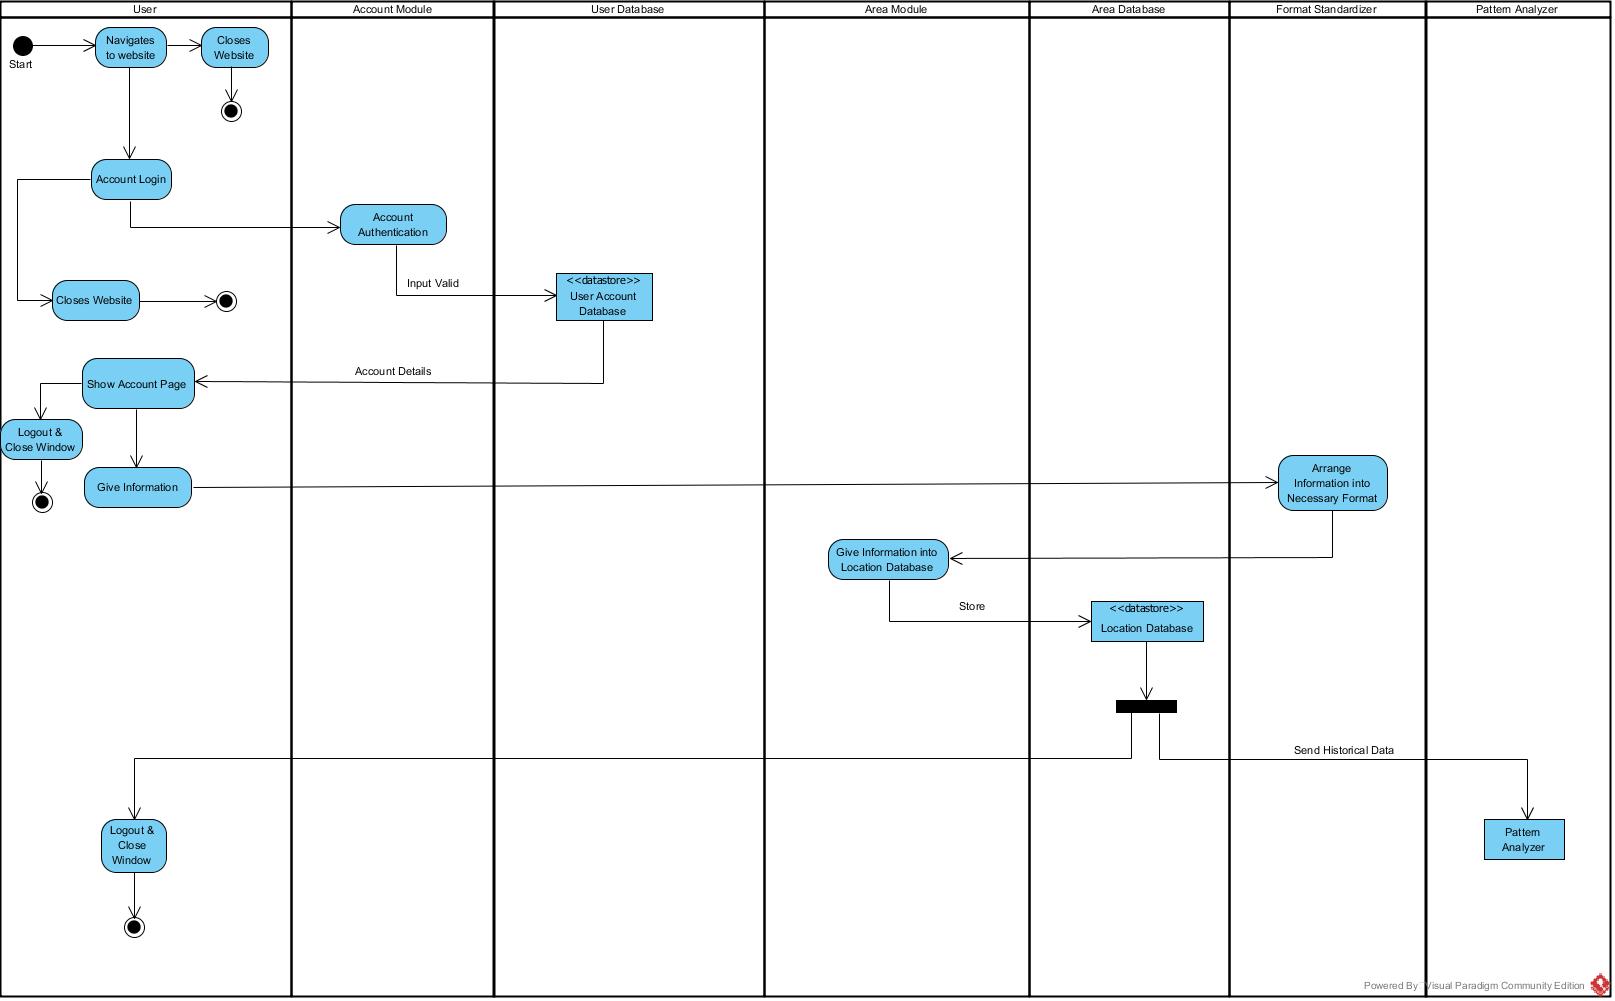 User
Account Module
User Database
Area Module
Area Database
Format Standardizer
Pattern Analyzer
Start
Navigates
to website
Closes
Website
Account Login
Account
Authentication
Input Valid
<<datastore>>
User Account
Database
Closes Website
Account Details
Show Account Page
Logout &
Close Window
Give Information
Arrange
Information into
Necessary Format
Give Information into
Location Database
Store
<<datastore>>
Location Database
Send Historical Data
Logout &
Close
Window
Pattern
Analyzer
Powered By Visual Paradigm Community Edition